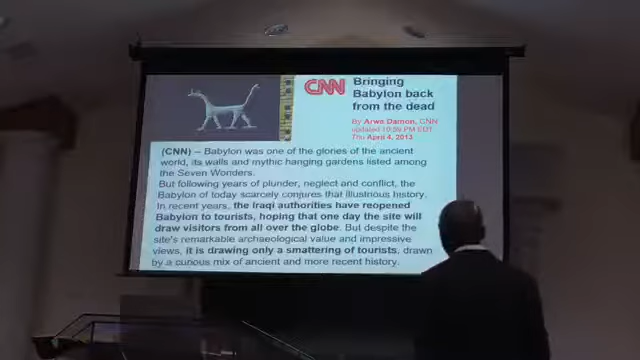 CNN
Bringing
Babylon back
from the dead
By Arwa Damon, CNN
updated 10:59 PM EDT
Thu April 4, 2013
(CNN) – Babylon was one of the glories of the ancient
world, its walls and mythic hanging gardens listed among
the Seven Wonders.
But following years of plunder, neglect and conflict, the
Babylon of today scarcely conjures that illustrious history.
In recent years, the Iraqi authorities have reopened
Babylon to tourists, hoping that one day the site will
draw visitors from all over the globe. But despite the
site's remarkable archaeological value and impressive
views, it is drawing only a smattering of tourists, drawn
by a curious mix of ancient and more recent history.